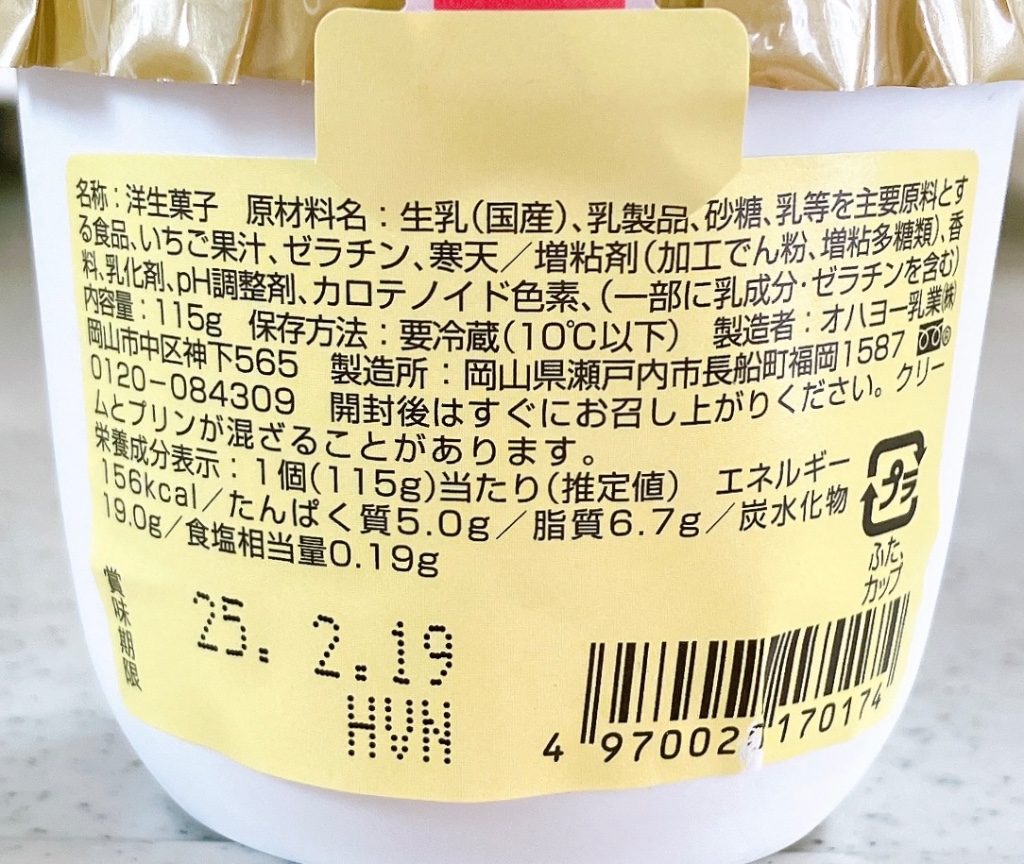 名称：洋生菓子　原材料名：生乳(国産)、乳製品、砂糖、乳等を主要原料とす
る食品、いちご果汁、ゼラチン、寒天／増粘剤(加工でん粉、増粘多糖類)、香
料、乳化剤、pH調整剤、カロテノイド色素、(一部に乳成分・ゼラチンを含む)
内容量：115g　保存方法：要冷蔵(10℃以下)　製造者：オハヨー乳業㈱
岡山市中区神下565　製造所：岡山県瀬戸内市長船町福岡1587
0120−084309　開封後はすぐにお召し上がりください。クリー
ムとプリンが混ざることがあります。
栄養成分表示：1個(115g)当たり(推定値)　エネルギー
156kcal／たんぱく質5.0g／脂質6.7g／炭水化物
19.0g／食塩相当量0.19g
プラ
ふた、
カップ
賞味期限
25. 2.19
HVN
4 97002 170174